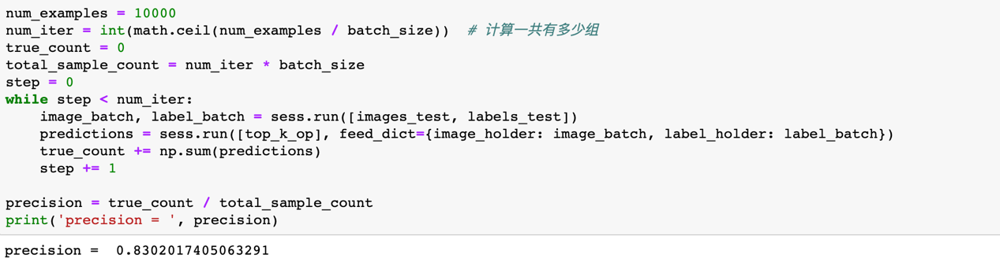 num_examples = 10000
num_iter = int(math.ceil(num_examples / batch_size))  # 计算一共有多少组
true_count = 0
total_sample_count = num_iter * batch_size
step = 0
while step < num_iter:
    image_batch, label_batch = sess.run([images_test, labels_test])
    predictions = sess.run([top_k_op], feed_dict={image_holder: image_batch, label_holder: label_batch})
    true_count += np.sum(predictions)
    step += 1

precision = true_count / total_sample_count
print('precision = ', precision)
precision =  0.8302017405063291